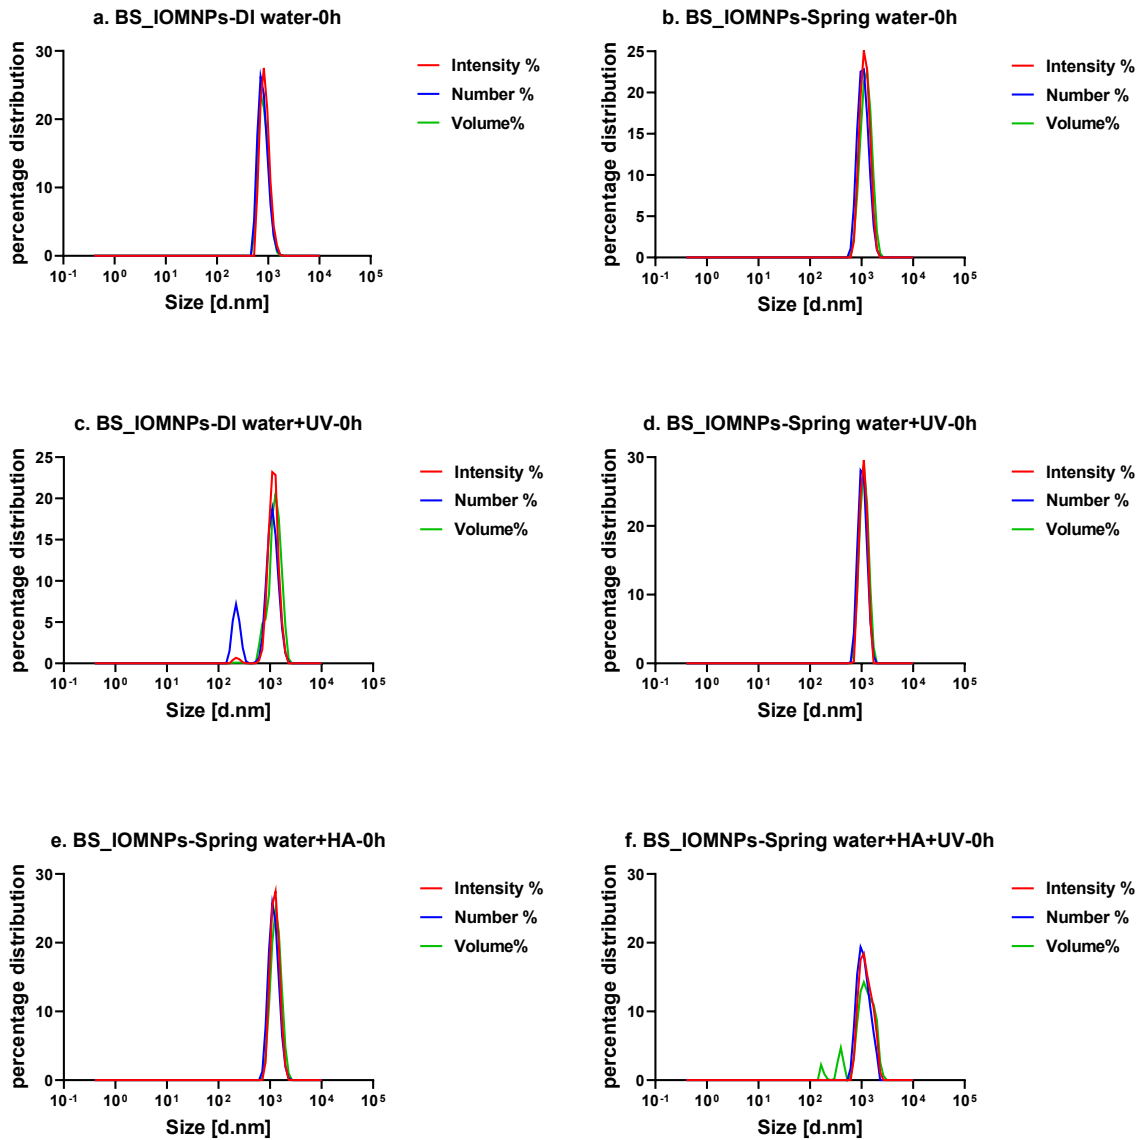 a. BS_IOMNPs-DI water-0h
percentage distribution
30
20
10
0
10-1 100 101 102 103 104 105
Size [d.nm]
Intensity %
Number %
Volume%
b. BS_IOMNPs-Spring water-0h
percentage distribution
25
20
15
10
5
0
10-1 100 101 102 103 104 105
Size [d.nm]
Intensity %
Number %
Volume%
c. BS_IOMNPs-DI water+UV-0h
percentage distribution
25
20
15
10
5
0
10-1 100 101 102 103 104 105
Size [d.nm]
Intensity %
Number %
Volume%
d. BS_IOMNPs-Spring water+UV-0h
percentage distribution
30
20
10
0
10-1 100 101 102 103 104 105
Size [d.nm]
Intensity %
Number %
Volume%
e. BS_IOMNPs-Spring water+HA-0h
percentage distribution
30
20
10
0
10-1 100 101 102 103 104 105
Size [d.nm]
Intensity %
Number %
Volume%
f. BS_IOMNPs-Spring water+HA+UV-0h
percentage distribution
30
20
10
0
10-1 100 101 102 103 104 105
Size [d.nm]
Intensity %
Number %
Volume%